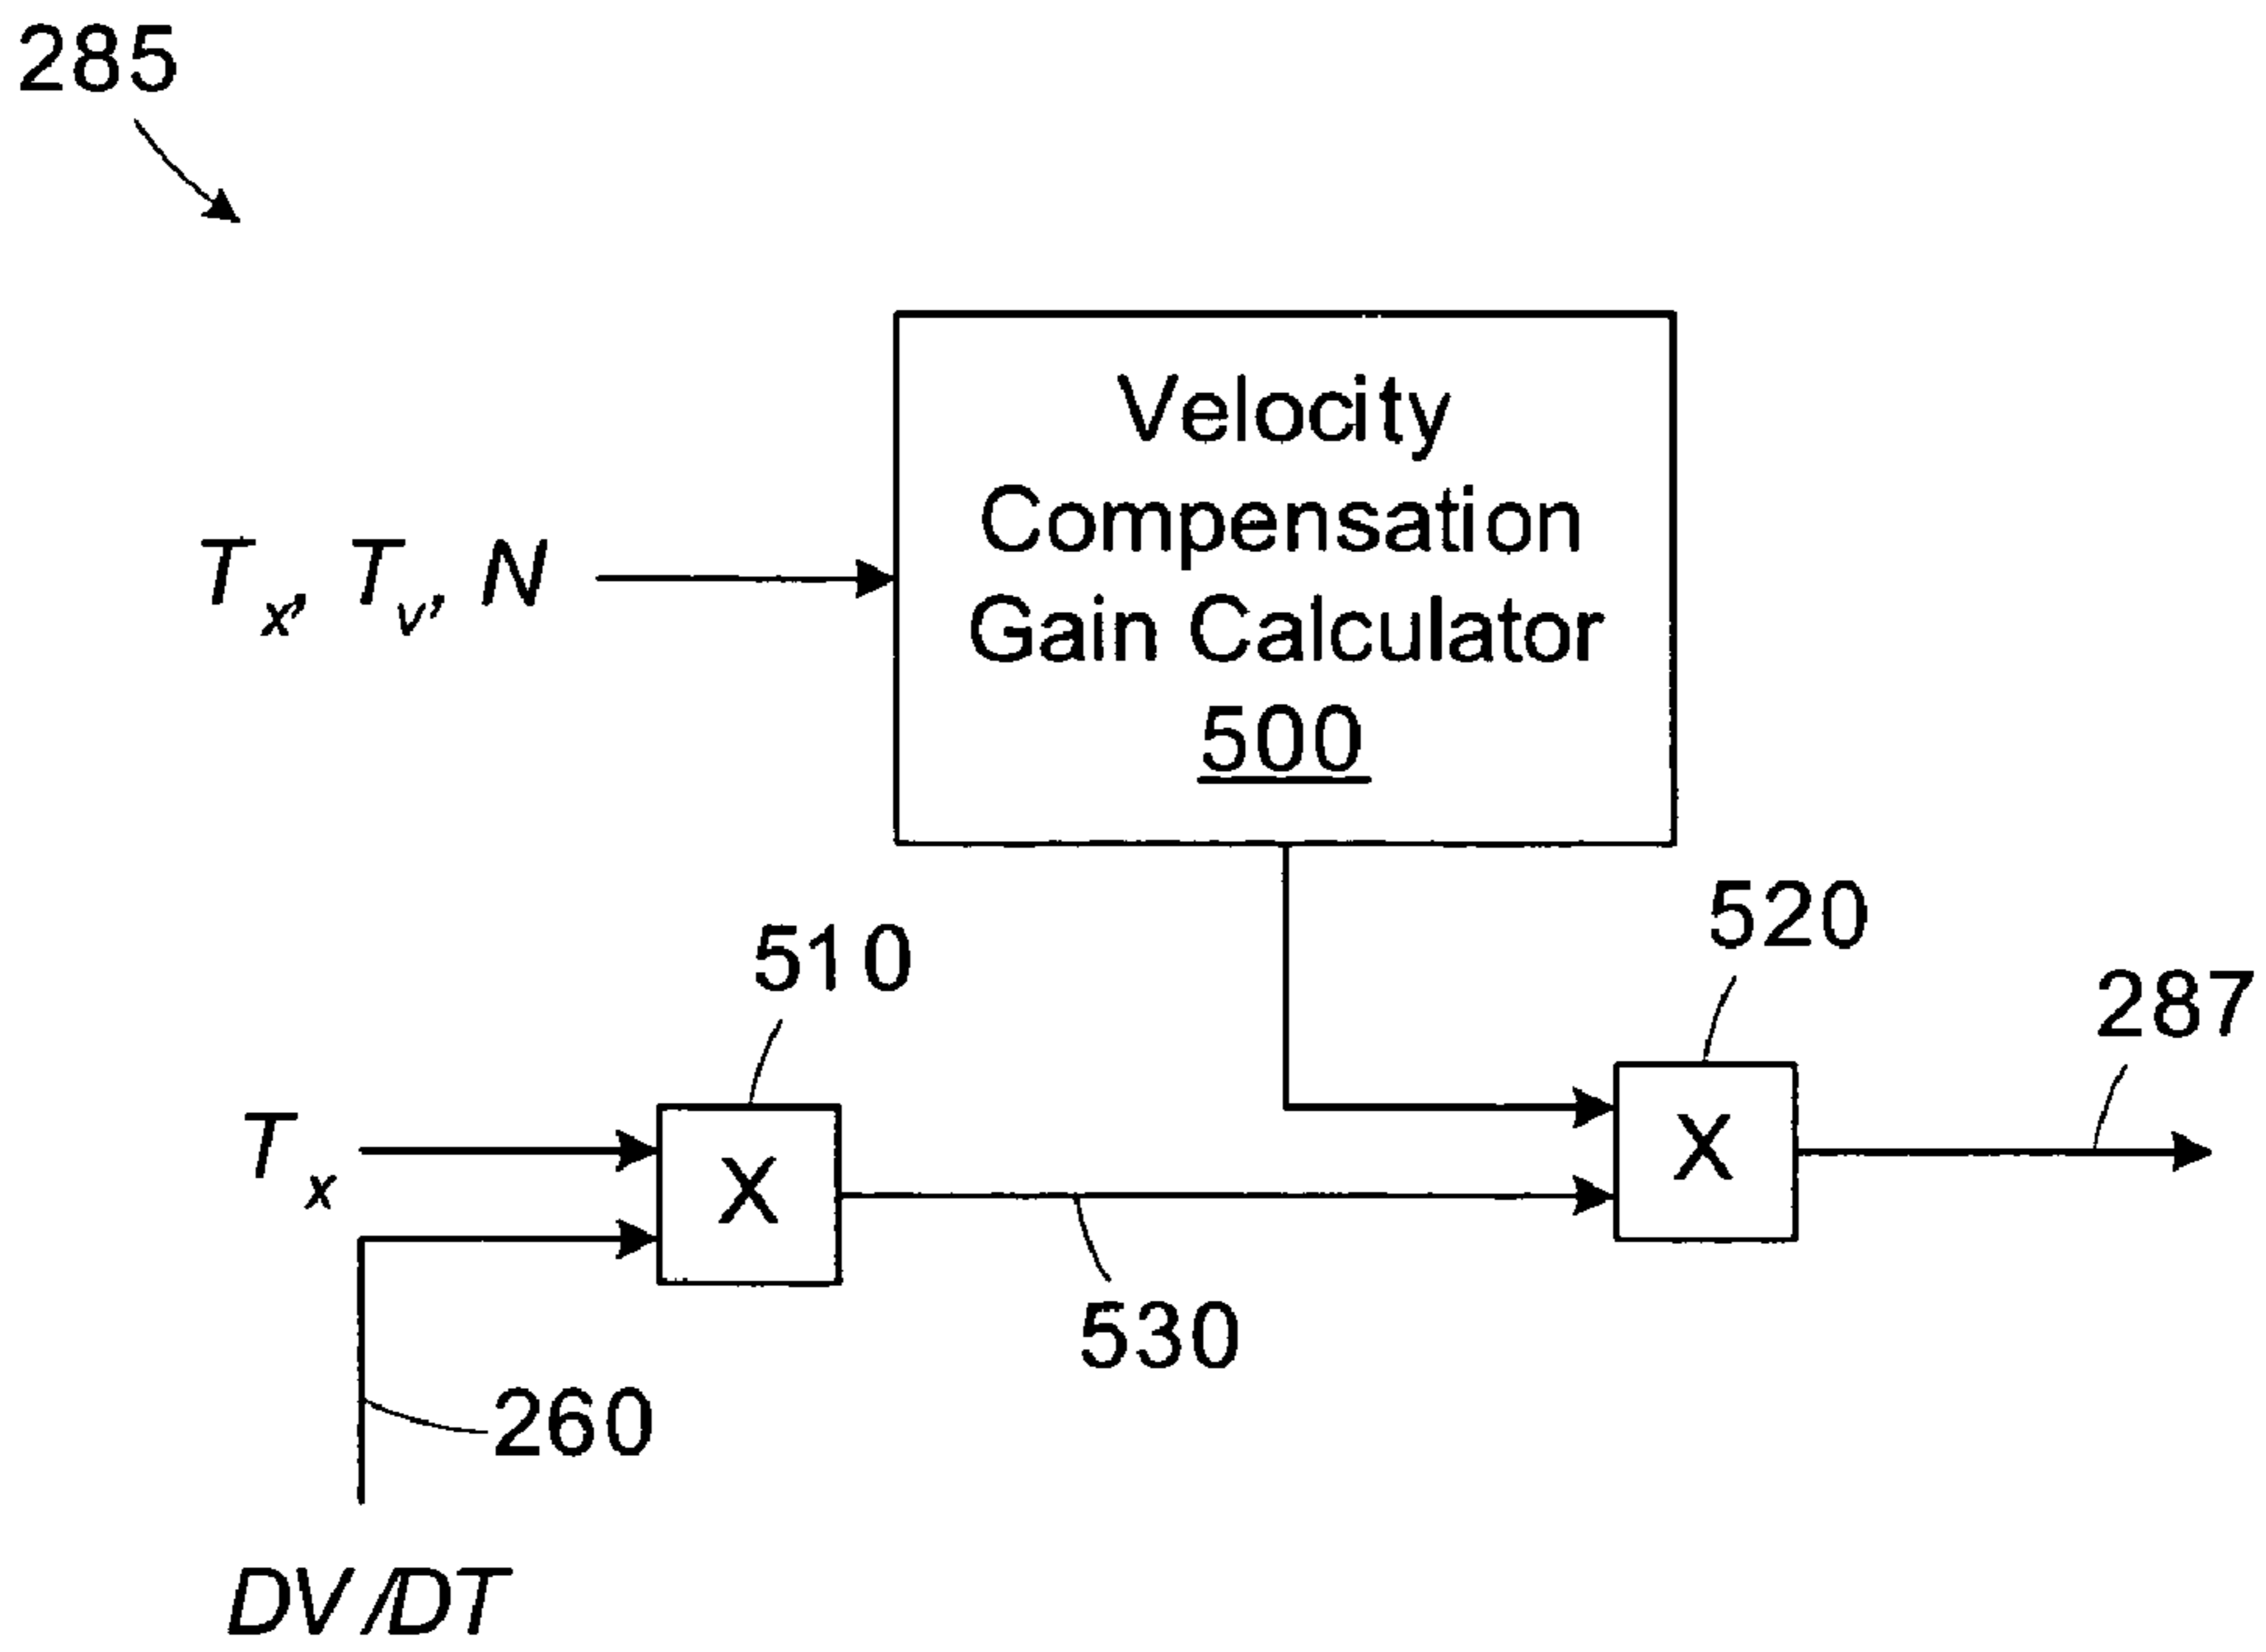 285
Velocity
Compensation
Gain Calculator
500
Tx, Tv, N
520
510
287
X
X
Tx
530
260
DV/DT